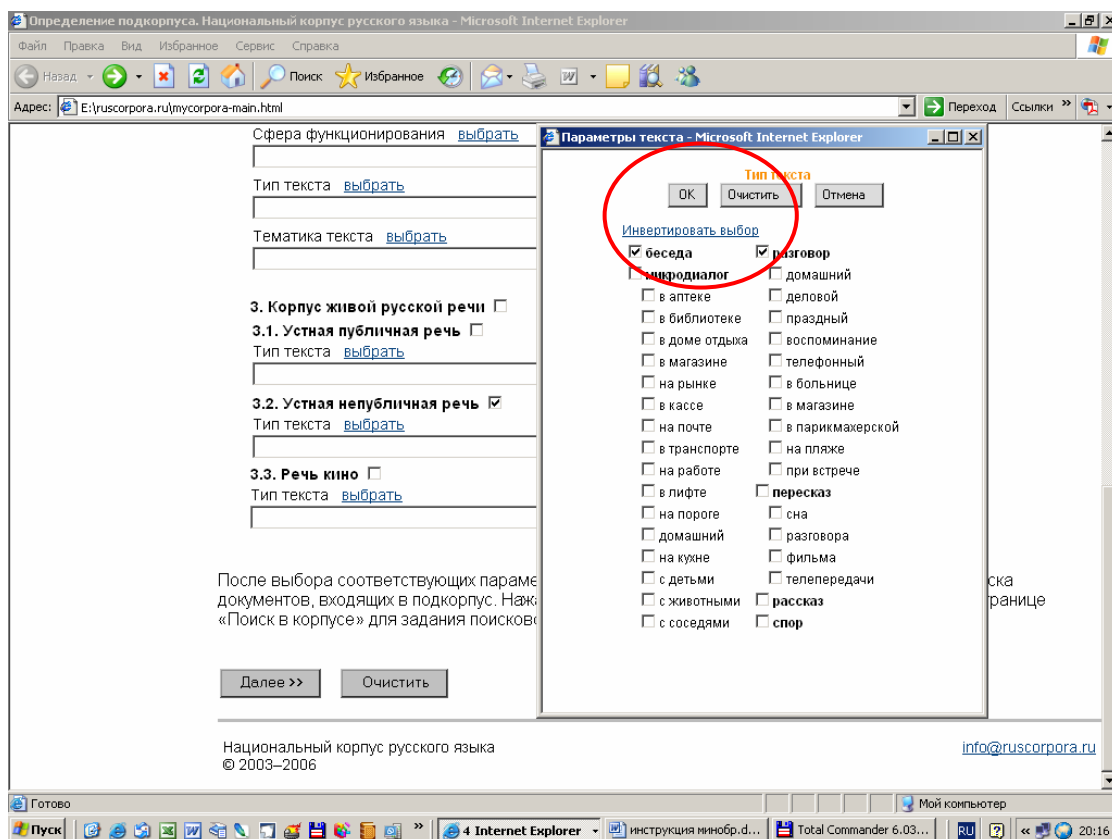 Определение подкорпуса. Национальный корпус русского языка - Microsoft Internet Explorer
Файл Правка Вид Избранное Сервис Справка
Назад Поиск Избранное
Адрес: E:\ruscorpora.ru\mycorpora-main.html Переход Ссылки »
Сфера функционирования выбрать
Тип текста выбрать
Тематика текста выбрать
3. Корпус живой русской речи
3.1. Устная публичная речь
Тип текста выбрать
3.2. Устная непубличная речь
Тип текста выбрать
3.3. Речь кино
Тип текста выбрать
После выбора соответствующих параме ска
документов, входящих в подкорпус. Наж ранице
«Поиск в корпусе» для задания поисков
Далее >> Очистить
Национальный корпус русского языка info@ruscorpora.ru
© 2003–2006
Параметры текста - Microsoft Internet Explorer
Тип текста
OK Очистить Отмена
Инвертировать выбор
беседа разговор
микродиалог домашний
в аптеке деловой
в библиотеке праздный
в доме отдыха воспоминание
в магазине телефонный
на рынке в больнице
в кассе в магазине
на почте в парикмахерской
в транспорте на пляже
на работе при встрече
в лифте пересказ
на пороге сна
домашний разговора
на кухне фильма
с детьми телепередачи
с животными рассказ
с соседями спор
Готово Мой компьютер
Пуск » 4 Internet Explorer инструкция минобр.d... Total Commander 6.03... RU « 20:16